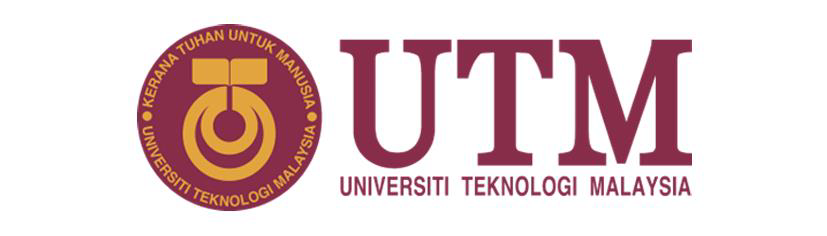 KERANA TUHAN UNTUK MANUSIA
UNIVERSITI TEKNOLOGI MALAYSIA
UTM
UNIVERSITI TEKNOLOGI MALAYSIA